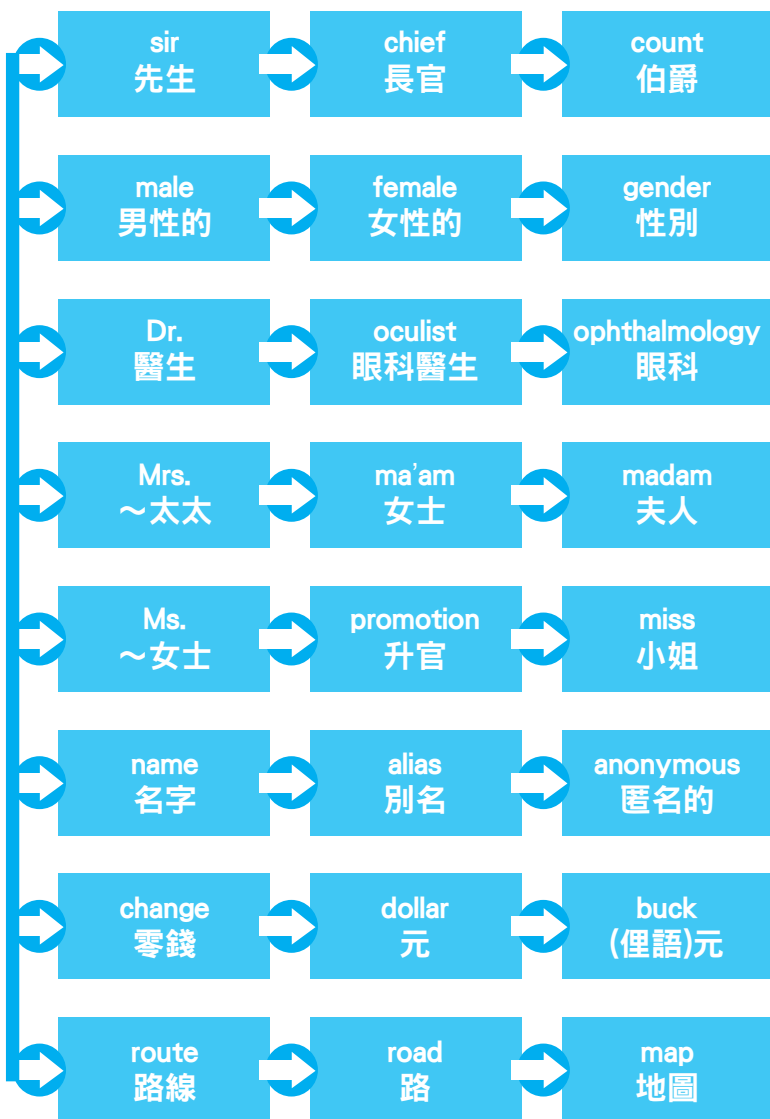 sir
先生
chief
長官
count
伯爵
male
男性的
female
女性的
gender
性別
Dr.
醫生
oculist
眼科醫生
ophthalmology
眼科
Mrs.
～太太
ma'am
女士
madam
夫人
Ms.
～女士
promotion
升官
miss
小姐
name
名字
alias
別名
anonymous
匿名的
change
零錢
dollar
元
buck
(俚語)元
route
路線
road
路
map
地圖